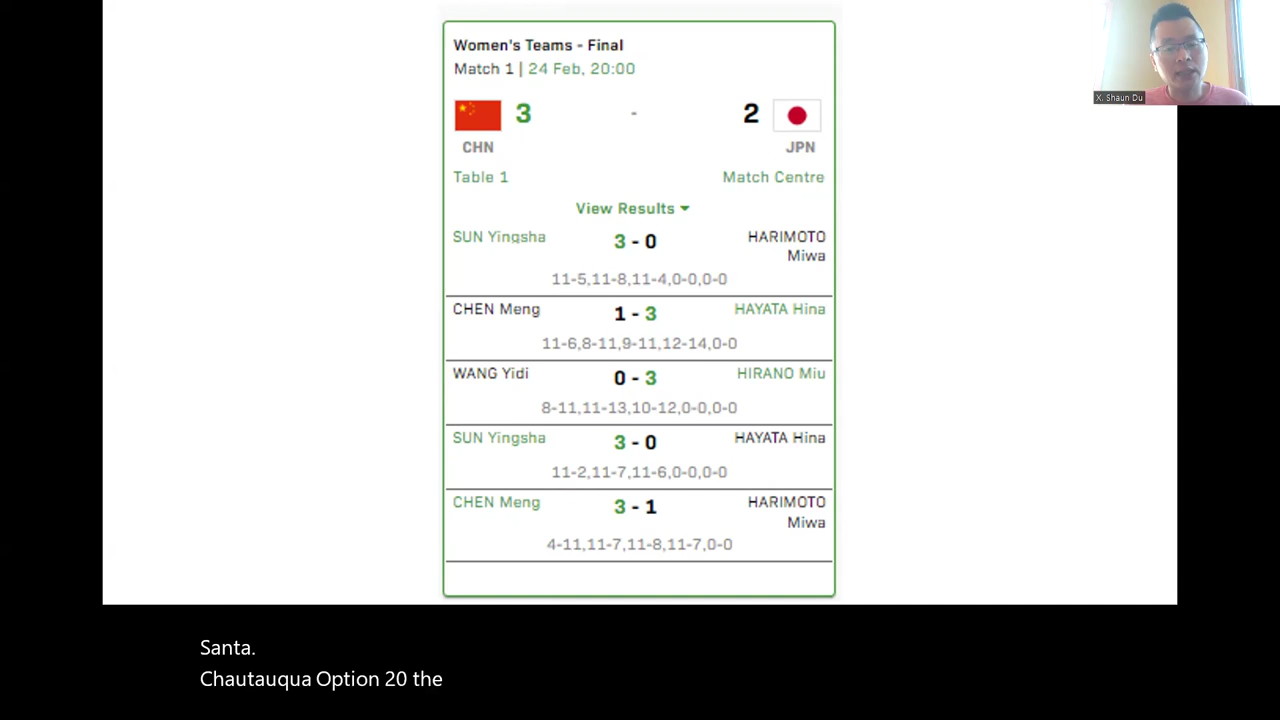 Women's Teams - Final
Match 1 | 24 Feb, 20:00
3 - 2
CHN JPN
Table 1 Match Centre
View Results
SUN Yingsha 3 - 0 HARIMOTO
Miwa
11-5,11-8,11-4,0-0,0-0
CHEN Meng 1 - 3 HAYATA Hina
11-6,8-11,9-11,12-14,0-0
WANG Yidi 0 - 3 HIRANO Miu
8-11,11-13,10-12,0-0,0-0
SUN Yingsha 3 - 0 HAYATA Hina
11-2,11-7,11-6,0-0,0-0
CHEN Meng 3 - 1 HARIMOTO
Miwa
4-11,11-7,11-8,11-7,0-0
X. Shaun Du
Santa.
Chautauqua Option 20 the